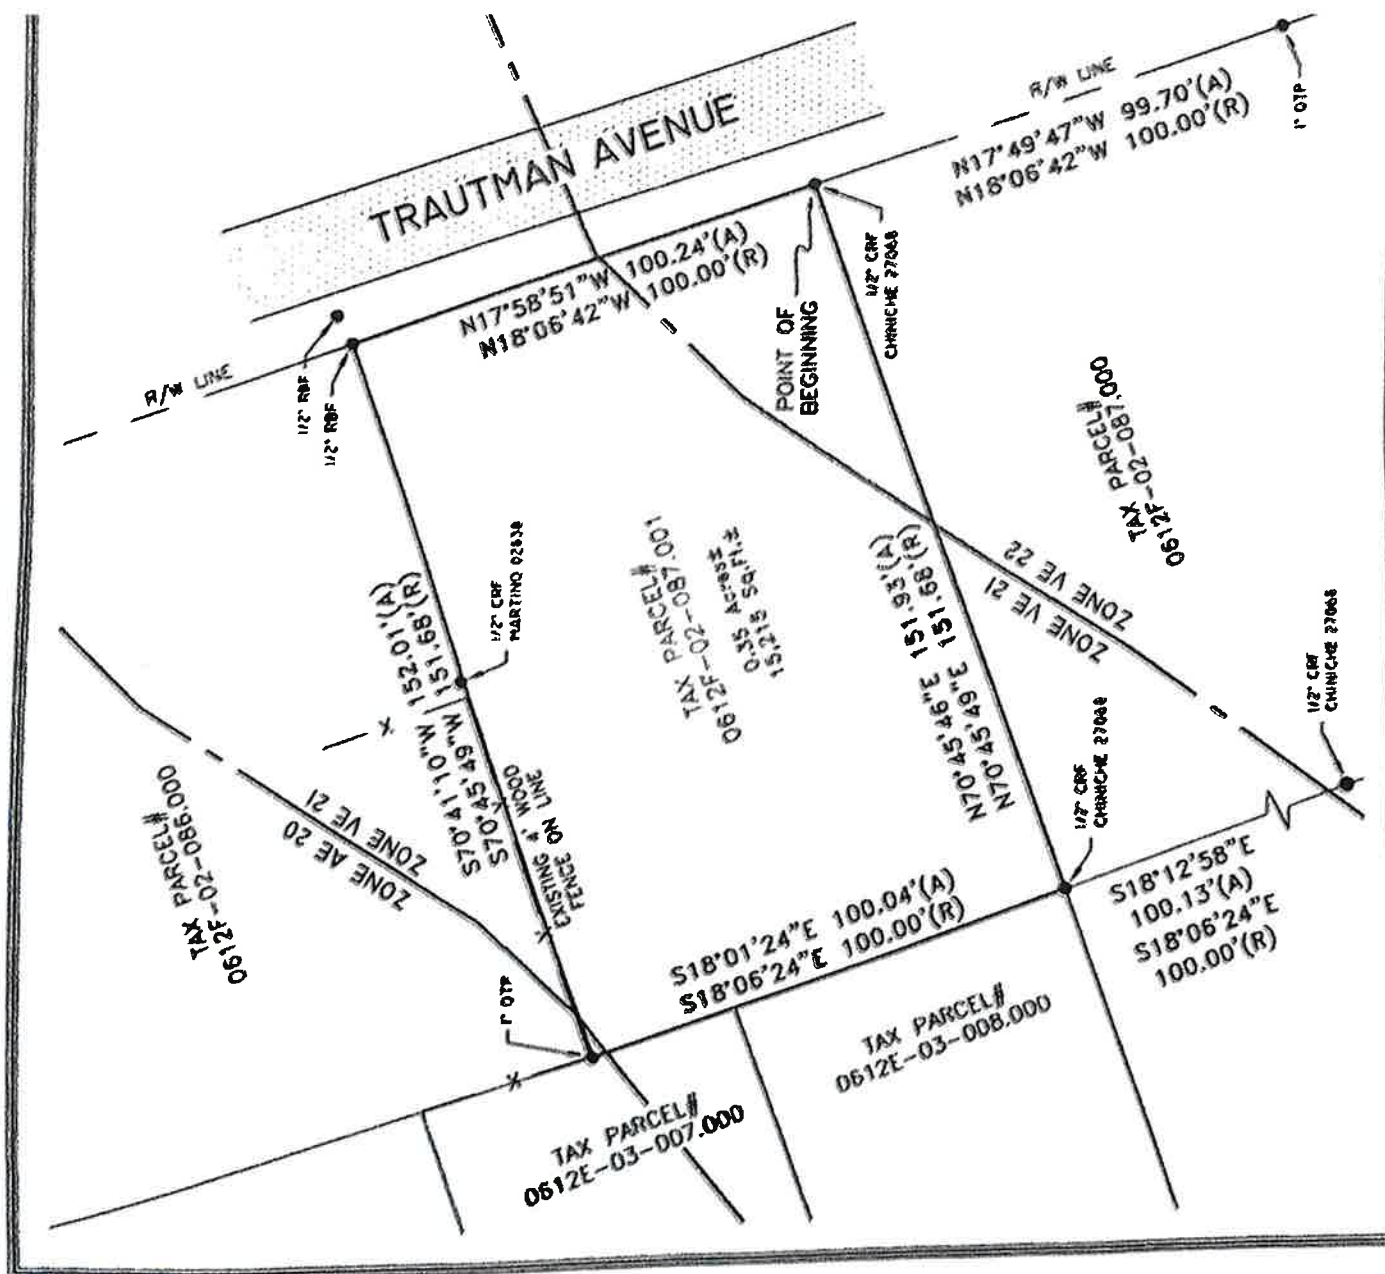 R/W LINE
N17°49'47"W 99.70'(A)
N18°06'42"W 100.00'(R)
1" OTP
TRAUTMAN AVENUE
N17°58'51"W 100.24'(A)
N18°06'42"W 100.00'(R)
POINT OF
BEGINNING
1/2" CRF
CHINICHE 27068
R/W LINE
1/2" RBF
1/2" RBF
1/2" CRF
MARTINO 02638
TAX PARCEL#
0612F-02-087.001
0.35 Acres±
15,215 Sq.Ft.±
TAX PARCEL#
0612F-02-087.000
S70°41'10"W 152.01'(A)
S70°45'49"W 151.68'(R)
EXISTING 4' WOOD
FENCE ON LINE
N70°45'46"E 151.93'(A)
N70°45'49"E 151.68'(R)
ZONE VE 22
ZONE VE 21
ZONE VE 21
ZONE AE 20
TAX PARCEL#
0612F-02-086.000
1/2" CRF
CHINICHE 27068
1/2" CRF
CHINICHE 27068
1" OTP
S18°01'24"E 100.04'(A)
S18°06'24"E 100.00'(R)
S18°12'58"E
100.13'(A)
S18°06'24"E
100.00'(R)
TAX PARCEL#
0612E-03-008.000
TAX PARCEL#
0612E-03-007.000